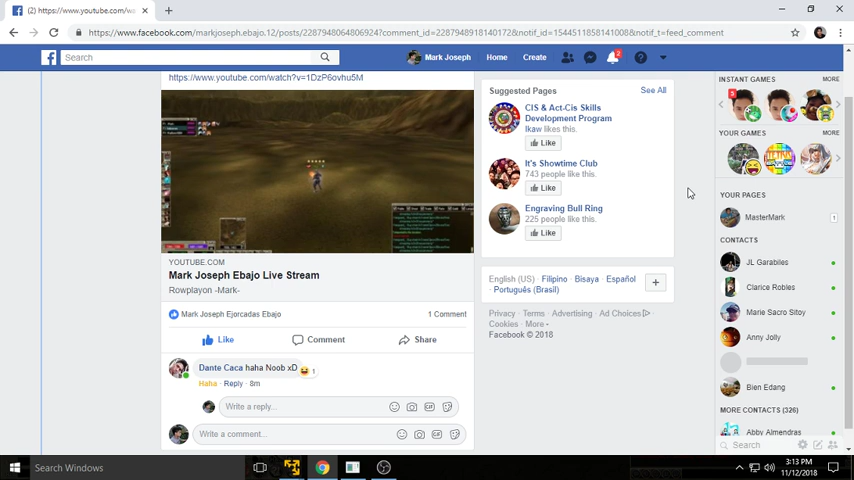 (2) https://www.youtube.com/wa
https://www.facebook.com/markjoseph.ebajo.12/posts/2287948064806924?comment_id=2287948918140172&notif_id=1544511858141008&notif_t=feed_comment
Search
Mark Joseph
Home
Create
2
https://www.youtube.com/watch?v=1DzP6ovhu5M
YOUTUBE.COM
Mark Joseph Ebajo Live Stream
Rowplayon -Mark-
Mark Joseph Ejorcadas Ebajo
1 Comment
Like
Comment
Share
Dante Caca haha Noob xD
1
Haha · Reply · 8m
Write a reply...
GIF
Write a comment...
GIF
Suggested Pages
See All
CIS & Act-Cis Skills
Development Program
Ikaw likes this.
Like
It's Showtime Club
743 people like this.
Like
Engraving Bull Ring
225 people like this.
Like
English (US) · Filipino · Bisaya · Español
· Português (Brasil)
Privacy · Terms · Advertising · Ad Choices ·
Cookies · More
Facebook © 2018
INSTANT GAMES
MORE
3
YOUR GAMES
MORE
YOUR PAGES
MasterMark
1
CONTACTS
JL Garabiles
Clarice Robles
Marie Sacro Sitoy
Anny Jolly
Bien Edang
MORE CONTACTS (326)
Abby Almendras
Search
Search Windows
3:13 PM
11/12/2018